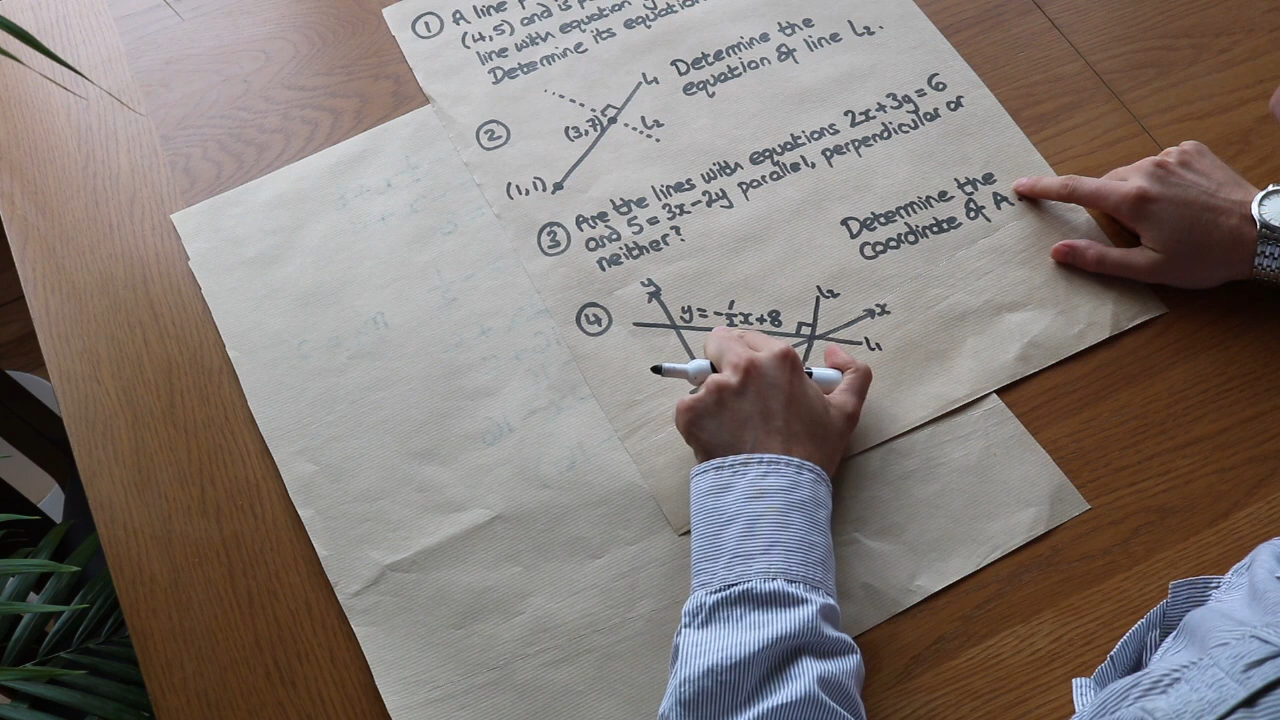 ① A line
(4,5) and is
line with equation y
Determine its equation
② (1,1) (3,7) l₁ l₂
Determine the
equation of line l₂.
③ Are the lines with equations 2x+3y=6
and 5=3x-2y parallel, perpendicular or
neither?
④ y y=-½x+8 l₂ x l₁
Determine the
coordinate of A.